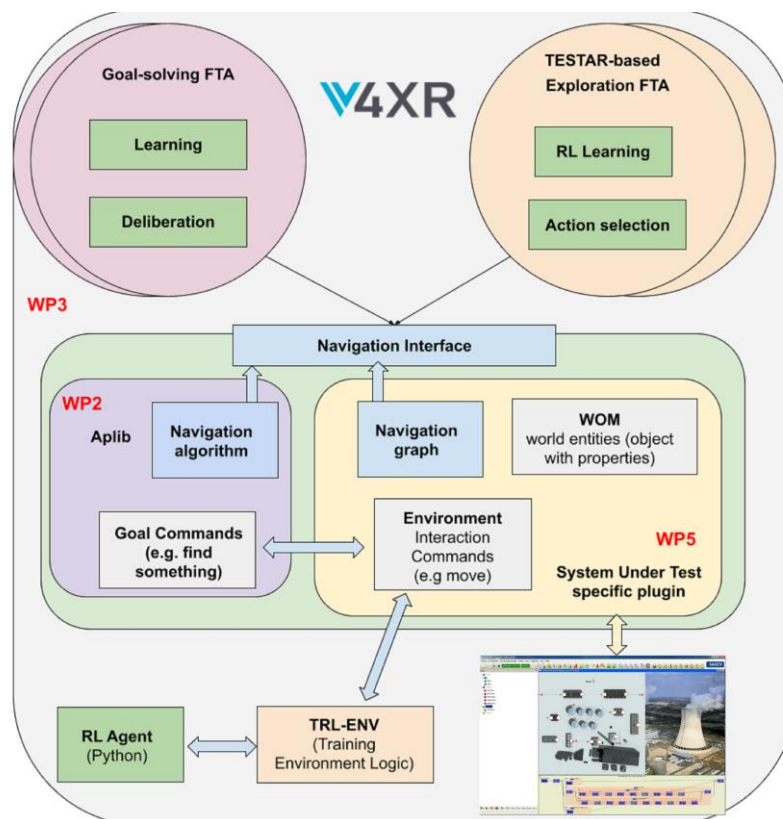 Goal-solving FTA
Learning
Deliberation
V4XR
TESTAR-based
Exploration FTA
RL Learning
Action selection
WP3
Navigation Interface
WP2
Aplib
Navigation
algorithm
Navigation
graph
WOM
world entities (object
with properties)
Goal Commands
(e.g. find
something)
Environment
Interaction
Commands
(e.g move)
WP5
System Under Test
specific plugin
RL Agent
(Python)
TRL-ENV
(Training
Environment Logic)